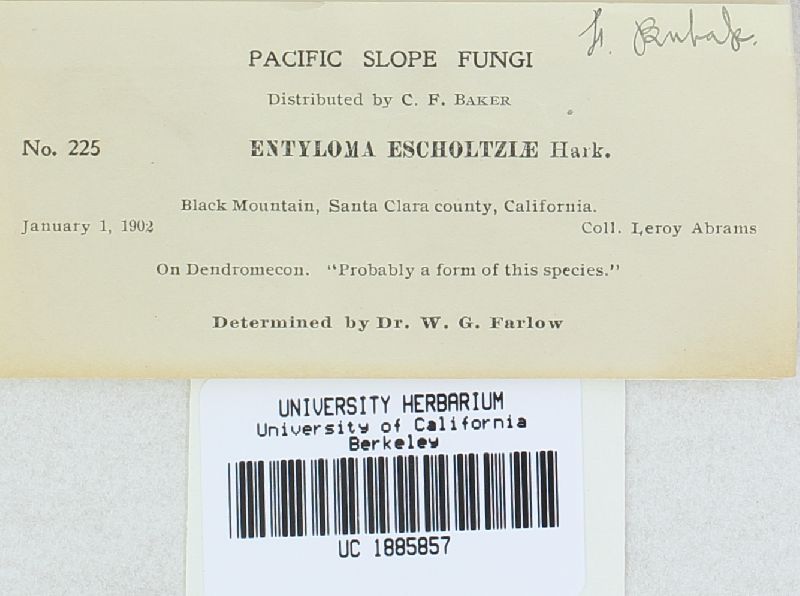 PACIFIC SLOPE FUNGI
Distributed by C. F. BAKER
No. 225 ENTYLOMA ESCHOLTZIÆ Hark.
Black Mountain, Santa Clara county, California.
January 1, 1902 Coll. Leroy Abrams
On Dendromecon. "Probably a form of this species."
Determined by Dr. W. G. Farlow
UNIVERSITY HERBARIUM
University of California
Berkeley
UC 1885857